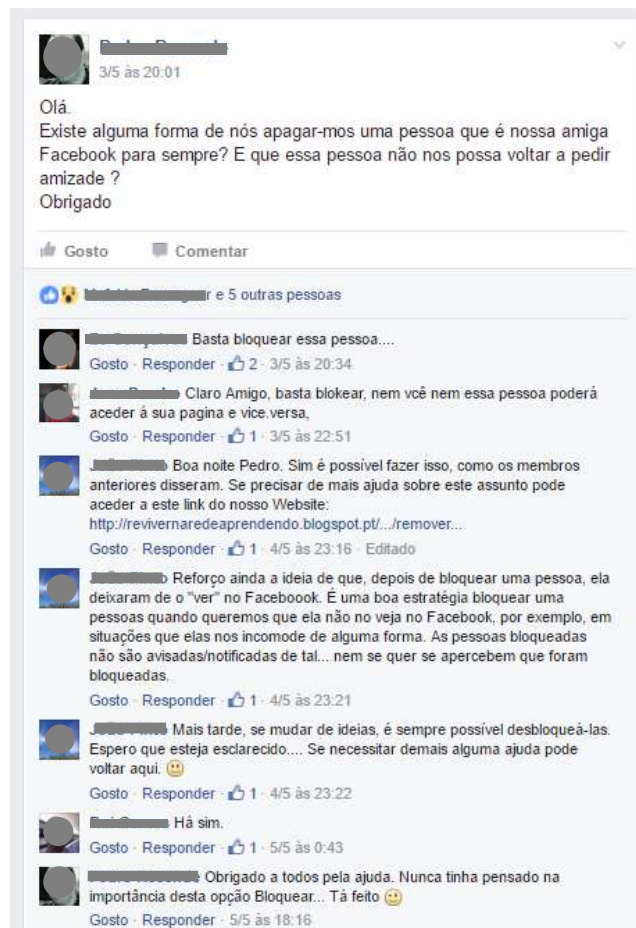 3/5 às 20:01
Olá.
Existe alguma forma de nós apagar-mos uma pessoa que é nossa amiga
Facebook para sempre? E que essa pessoa não nos possa voltar a pedir
amizade ?
Obrigado
Gosto Comentar
r e 5 outras pessoas
Basta bloquear essa pessoa....
Gosto · Responder · 2 · 3/5 às 20:34
Claro Amigo, basta blokear, nem vcê nem essa pessoa poderá
aceder á sua pagina e vice.versa,
Gosto · Responder · 1 · 3/5 às 22:51
o Boa noite Pedro. Sim é possível fazer isso, como os membros
anteriores disseram. Se precisar de mais ajuda sobre este assunto pode
aceder a este link do nosso Website:
http://revivernaredeaprendendo.blogspot.pt/.../remover...
Gosto · Responder · 1 · 4/5 às 23:16 · Editado
o Reforço ainda a ideia de que, depois de bloquear uma pessoa, ela
deixaram de o "ver" no Faceboook. É uma boa estratégia bloquear uma
pessoas quando queremos que ela não no veja no Facebook, por exemplo, em
situações que elas nos incomode de alguma forma. As pessoas bloqueadas
não são avisadas/notificadas de tal... nem se quer se apercebem que foram
bloqueadas.
Gosto · Responder · 1 · 4/5 às 23:21
Mais tarde, se mudar de ideias, é sempre possível desbloqueá-las.
Espero que esteja esclarecido.... Se necessitar demais alguma ajuda pode
voltar aqui.
Gosto · Responder · 1 · 4/5 às 23:22
Há sim.
Gosto · Responder · 1 · 5/5 às 0:43
Obrigado a todos pela ajuda. Nunca tinha pensado na
importância desta opção Bloquear... Tá feito
Gosto · Responder · 5/5 às 18:16